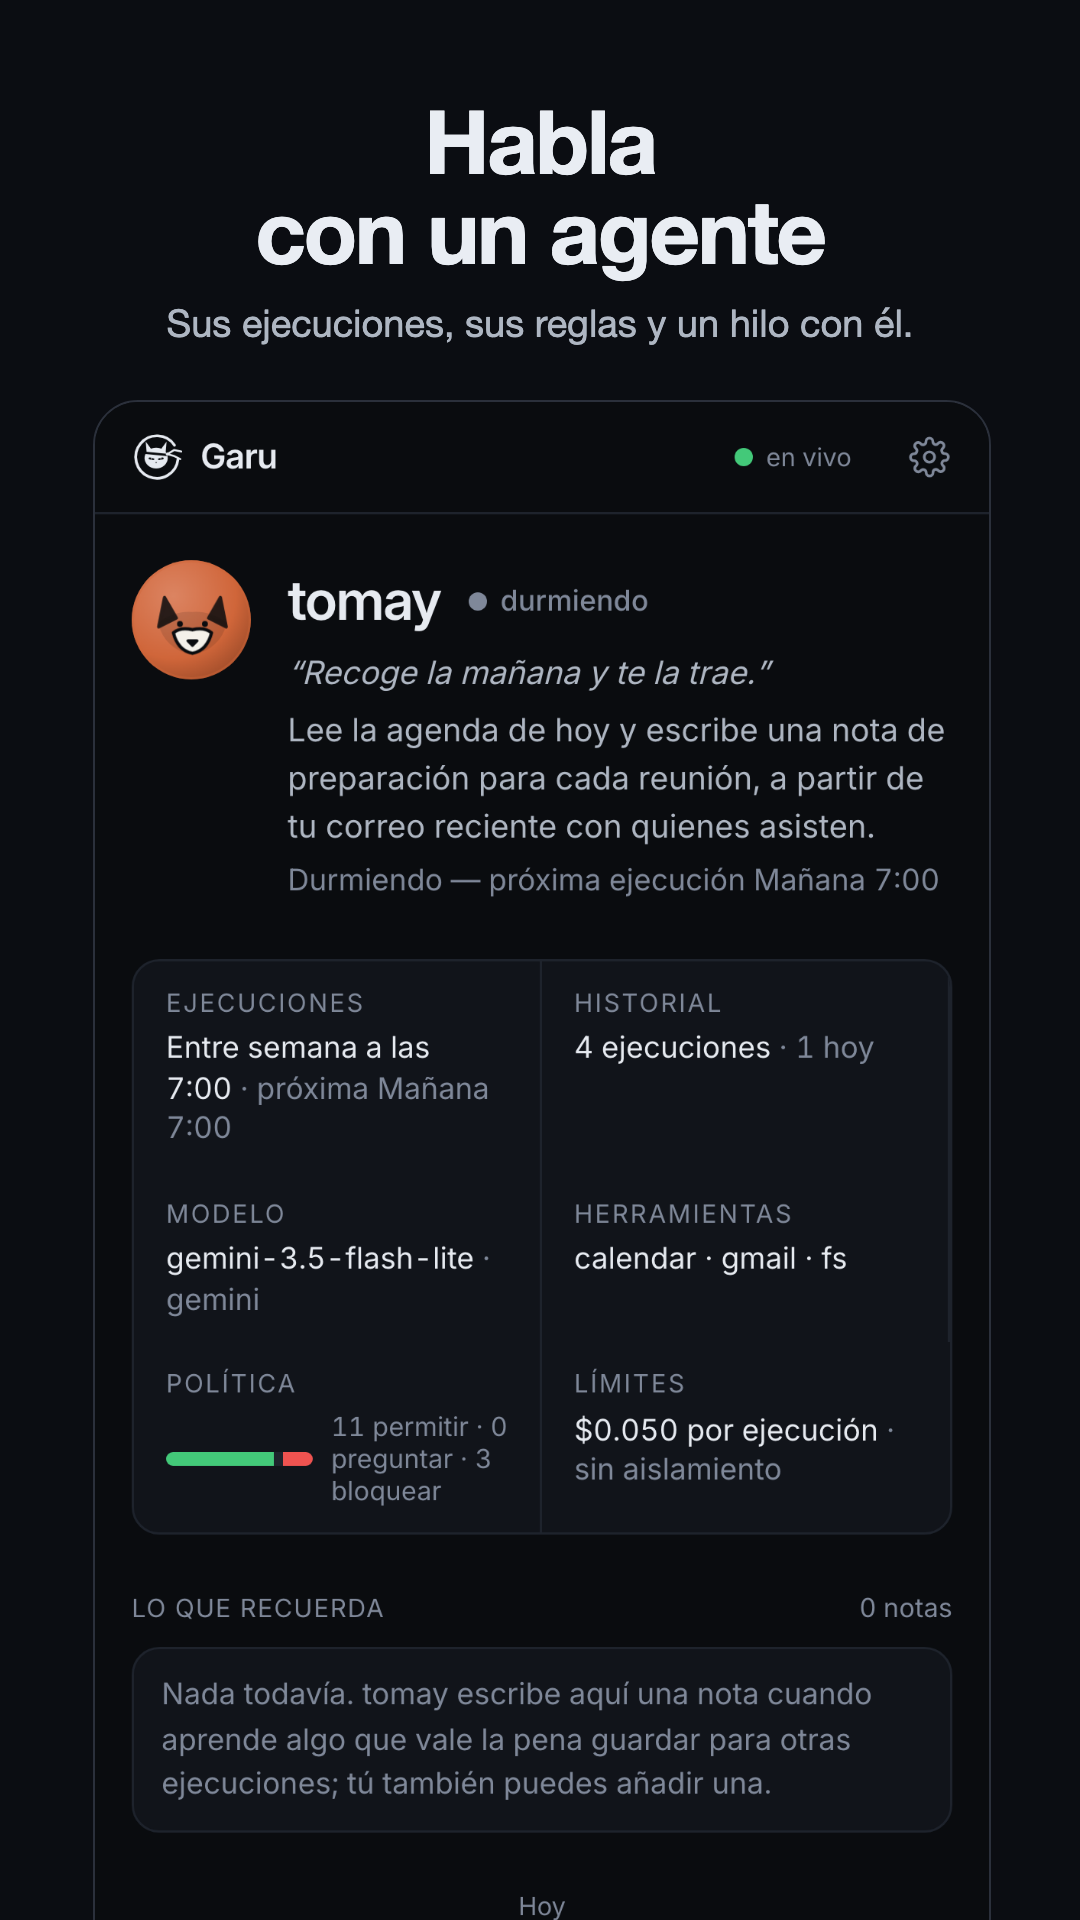 Habla
con un agente
Sus ejecuciones, sus reglas y un hilo con él.
Garu
en vivo
tomay
durmiendo
“Recoge la mañana y te la trae.”
Lee la agenda de hoy y escribe una nota de
preparación para cada reunión, a partir de
tu correo reciente con quienes asisten.
Durmiendo — próxima ejecución Mañana 7:00
EJECUCIONES
Entre semana a las
7:00 · próxima Mañana
7:00
HISTORIAL
4 ejecuciones · 1 hoy
MODELO
gemini-3.5-flash-lite ·
gemini
HERRAMIENTAS
calendar · gmail · fs
POLÍTICA
11 permitir · 0
preguntar · 3
bloquear
LÍMITES
$0.050 por ejecución ·
sin aislamiento
LO QUE RECUERDA
0 notas
Nada todavía. tomay escribe aquí una nota cuando
aprende algo que vale la pena guardar para otras
ejecuciones; tú también puedes añadir una.
Hoy